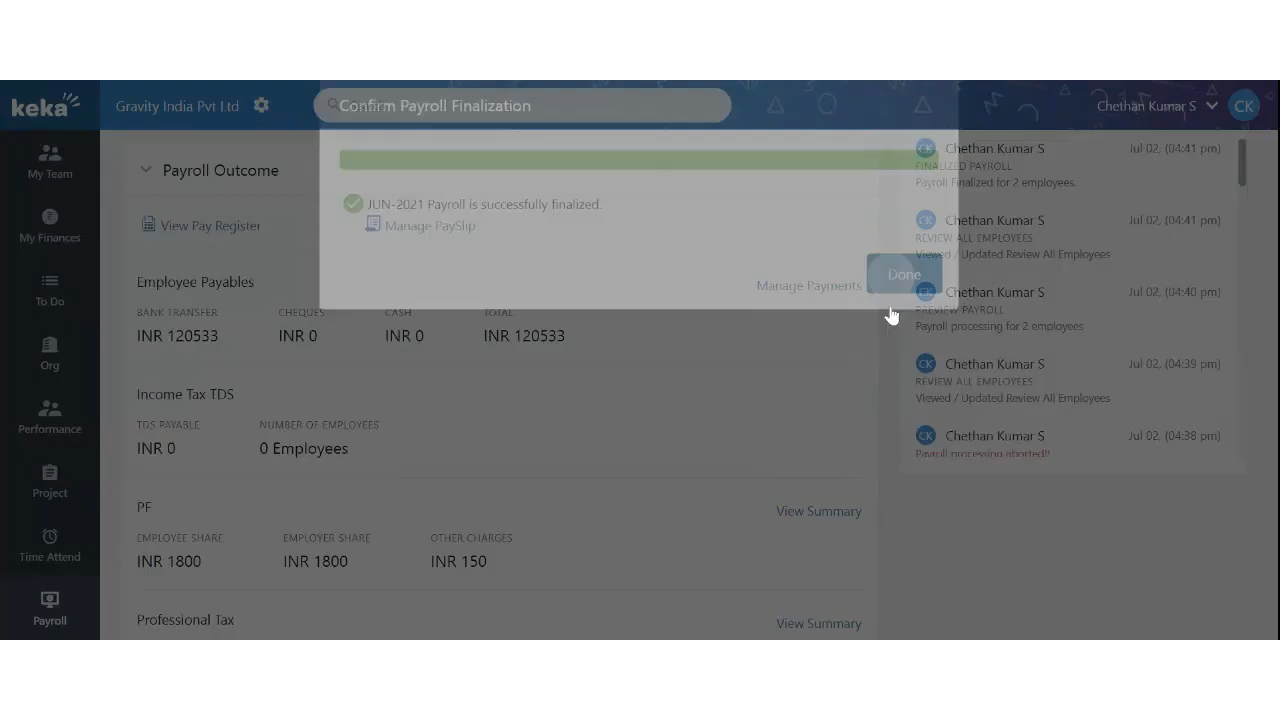 keka
Gravity India Pvt Ltd
Confirm Payroll Finalization
Chethan Kumar S
CK
My Team
My Finances
To Do
Org
Performance
Project
Time Attend
Payroll
JUN-2021 Payroll is successfully finalized.
Manage PaySlip
Manage Payments
Done
Payroll Outcome
View Pay Register
Employee Payables
BANK TRANSFER CHEQUES CASH TOTAL
INR 120533 INR 0 INR 0 INR 120533
Income Tax TDS
TDS PAYABLE NUMBER OF EMPLOYEES
INR 0 0 Employees
PF View Summary
EMPLOYEE SHARE EMPLOYER SHARE OTHER CHARGES
INR 1800 INR 1800 INR 150
Professional Tax View Summary
CK Chethan Kumar S Jul 02, (04:41 pm)
FINALIZED PAYROLL
Payroll Finalized for 2 employees.
CK Chethan Kumar S Jul 02, (04:41 pm)
REVIEW ALL EMPLOYEES
Viewed / Updated Review All Employees
CK Chethan Kumar S Jul 02, (04:40 pm)
PREVIEW PAYROLL
Payroll processing for 2 employees
CK Chethan Kumar S Jul 02, (04:39 pm)
REVIEW ALL EMPLOYEES
Viewed / Updated Review All Employees
CK Chethan Kumar S Jul 02, (04:38 pm)
Payroll processing aborted!!